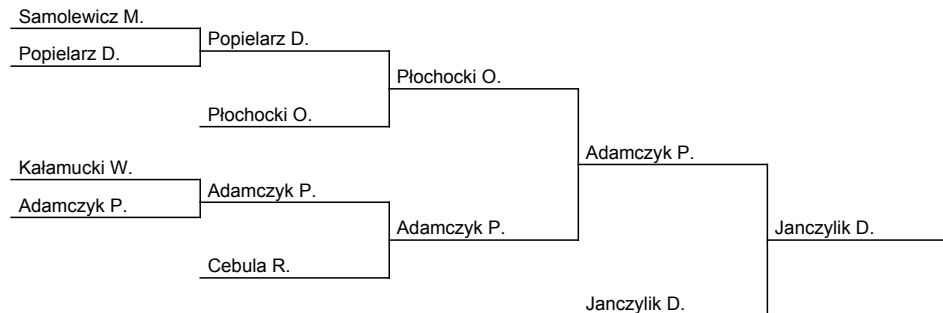 Samolewicz M.
Popielarz D.
Popielarz D.
Płochocki O.
Płochocki O.
Kałamucki W.
Adamczyk P.
Adamczyk P.
Adamczyk P.
Cebula R.
Adamczyk P.
Janczylik D.
Janczylik D.